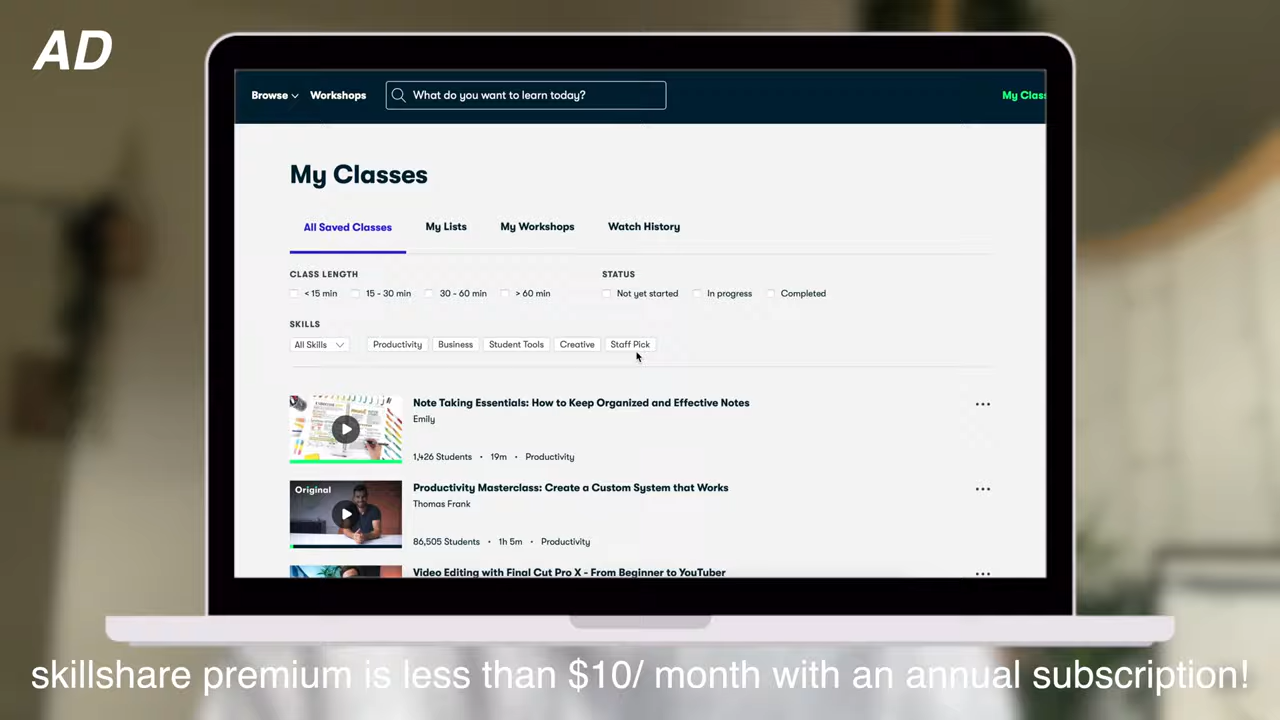 AD
Browse Workshops What do you want to learn today? My Class
My Classes
All Saved Classes My Lists My Workshops Watch History
CLASS LENGTH STATUS
< 15 min 15 - 30 min 30 - 60 min > 60 min Not yet started In progress Completed
SKILLS
All Skills Productivity Business Student Tools Creative Staff Pick
Note Taking Essentials: How to Keep Organized and Effective Notes
Emily
1,426 Students • 19m • Productivity
Original
Productivity Masterclass: Create a Custom System that Works
Thomas Frank
86,505 Students • 1h 5m • Productivity
Video Editing with Final Cut Pro X - From Beginner to YouTuber
skillshare premium is less than $10/ month with an annual subscription!